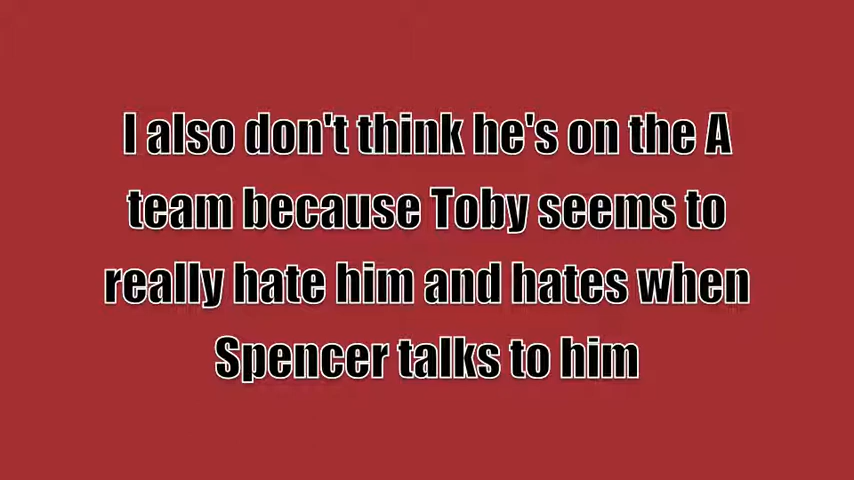 I also don't think he's on the A
team because Toby seems to
really hate him and hates when
Spencer talks to him